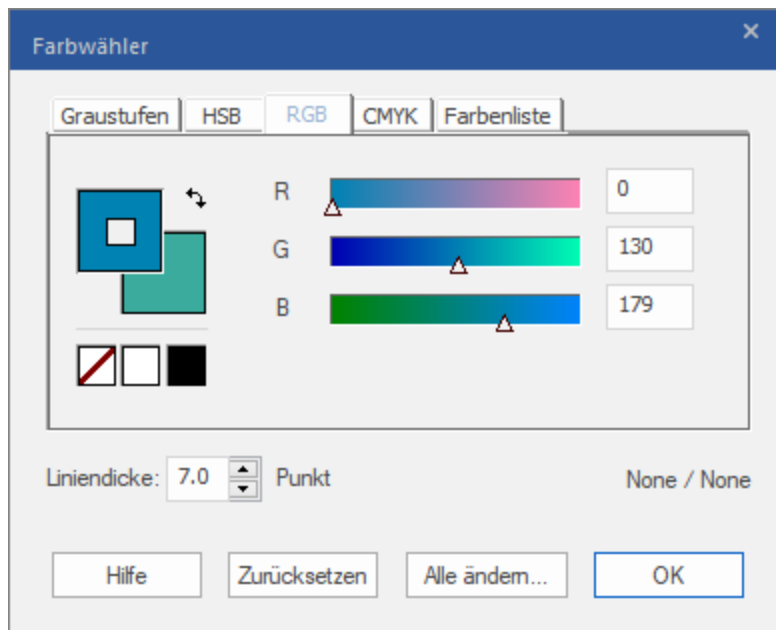 Farbwähler
Graustufen HSB RGB CMYK Farbenliste
R 0
G 130
B 179
Liniendicke: 7.0 Punkt None / None
Hilfe Zurücksetzen Alle ändern... OK